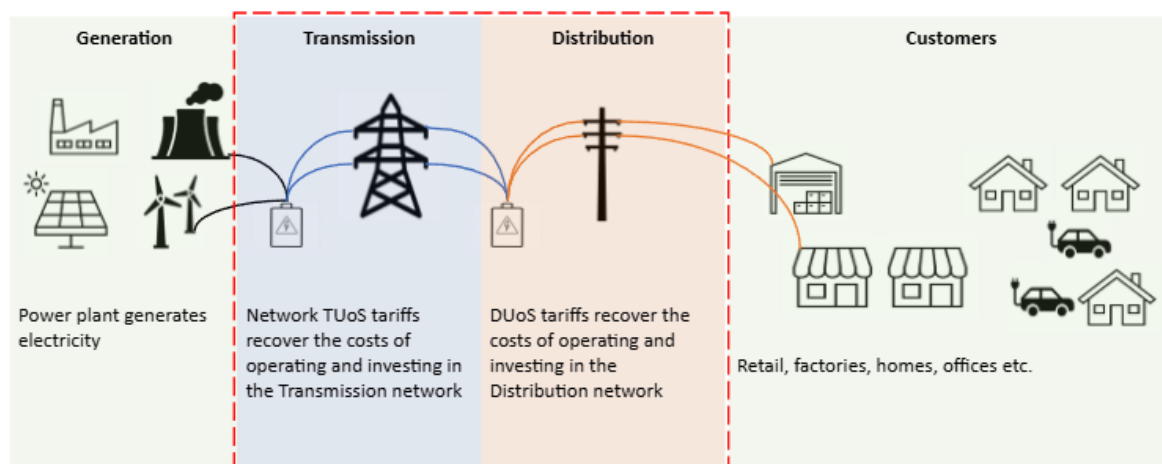 Generation
Transmission
Distribution
Customers
Power plant generates
electricity
Network TUoS tariffs
recover the costs of
operating and investing in
the Transmission network
DUoS tariffs recover the
costs of operating and
investing in the
Distribution network
Retail, factories, homes, offices etc.